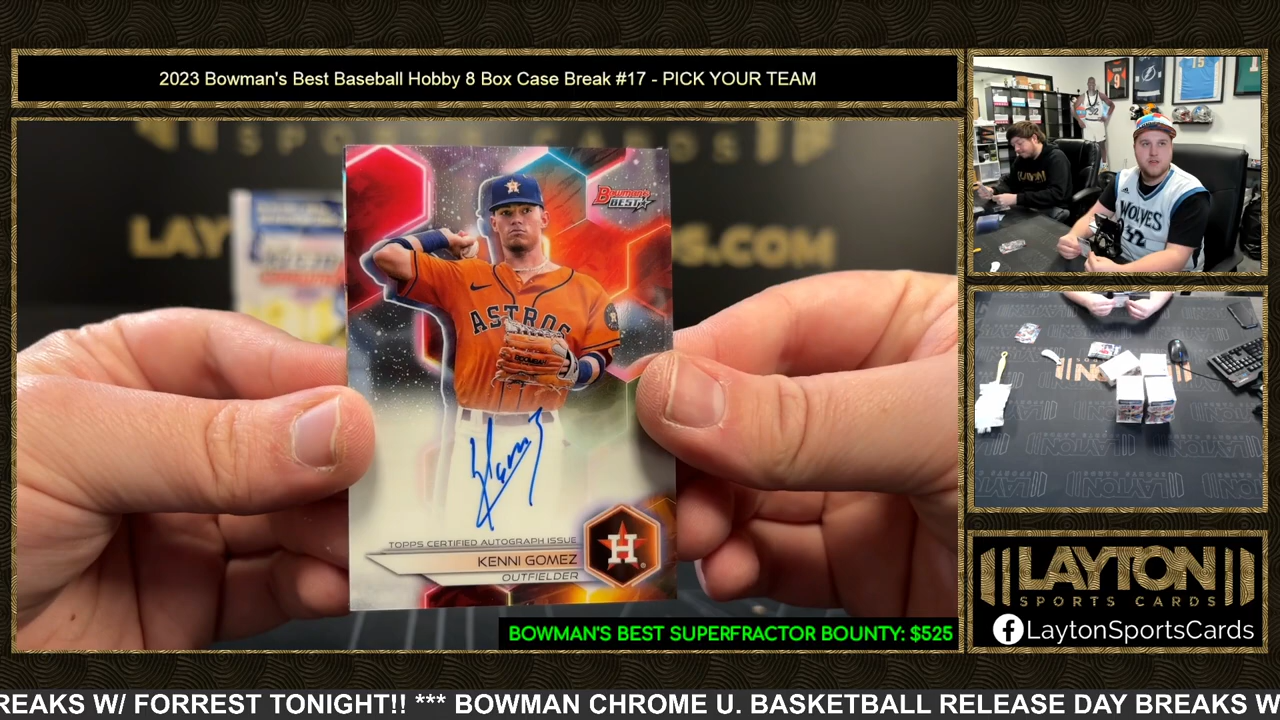 2023 Bowman's Best Baseball Hobby 8 Box Case Break #17 - PICK YOUR TEAM
Bowman's
BEST
ASTROS
TOPPS CERTIFIED AUTOGRAPH ISSUE
KENNI GOMEZ
OUTFIELDER
H
BOWMAN'S BEST SUPERFRACTOR BOUNTY: $525
WOLVES
32
LAYTON
SPORTS CARDS
LaytonSportsCards
REAKS W/ FORREST TONIGHT!! *** BOWMAN CHROME U. BASKETBALL RELEASE DAY BREAKS W